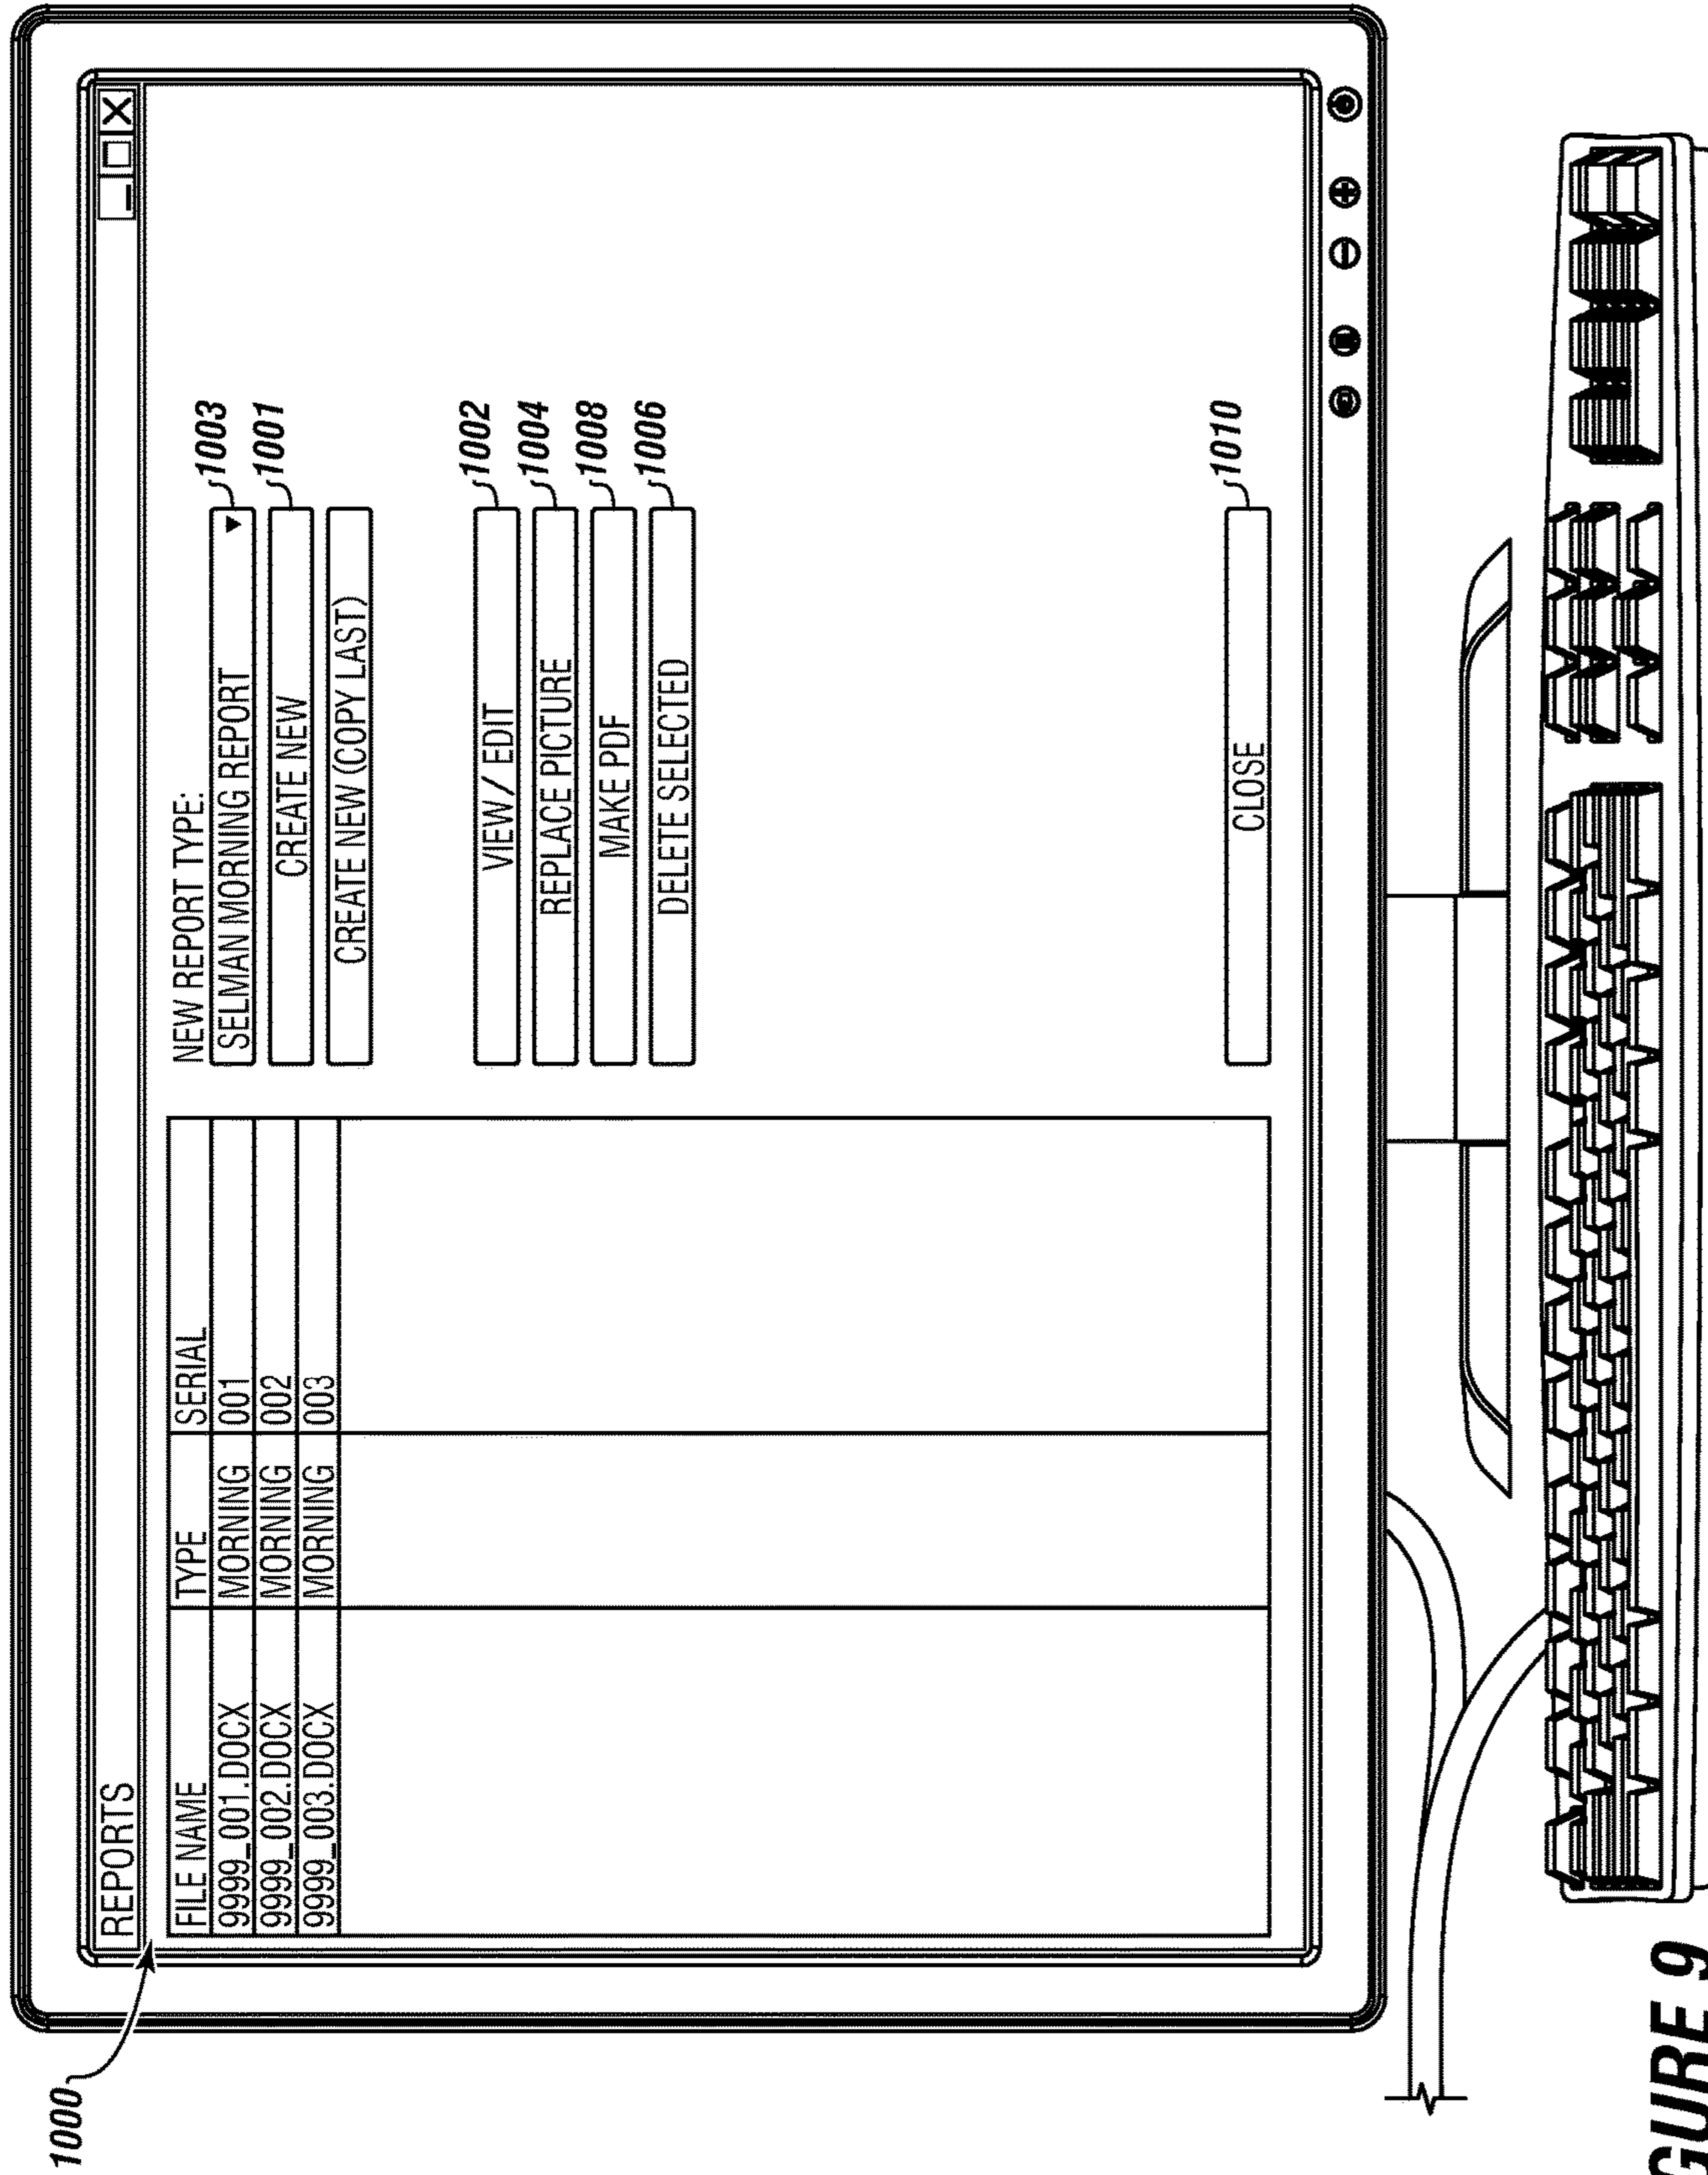 1000
REPORTS
FILE NAME TYPE SERIAL
9999_001.DOCX MORNING 001
9999_002.DOCX MORNING 002
9999_003.DOCX MORNING 003
NEW REPORT TYPE:
SELMAN MORNING REPORT ▼ 1003
CREATE NEW 1001
CREATE NEW (COPY LAST)
VIEW / EDIT 1002
REPLACE PICTURE 1004
MAKE PDF 1008
DELETE SELECTED 1006
CLOSE 1010
GURE 9